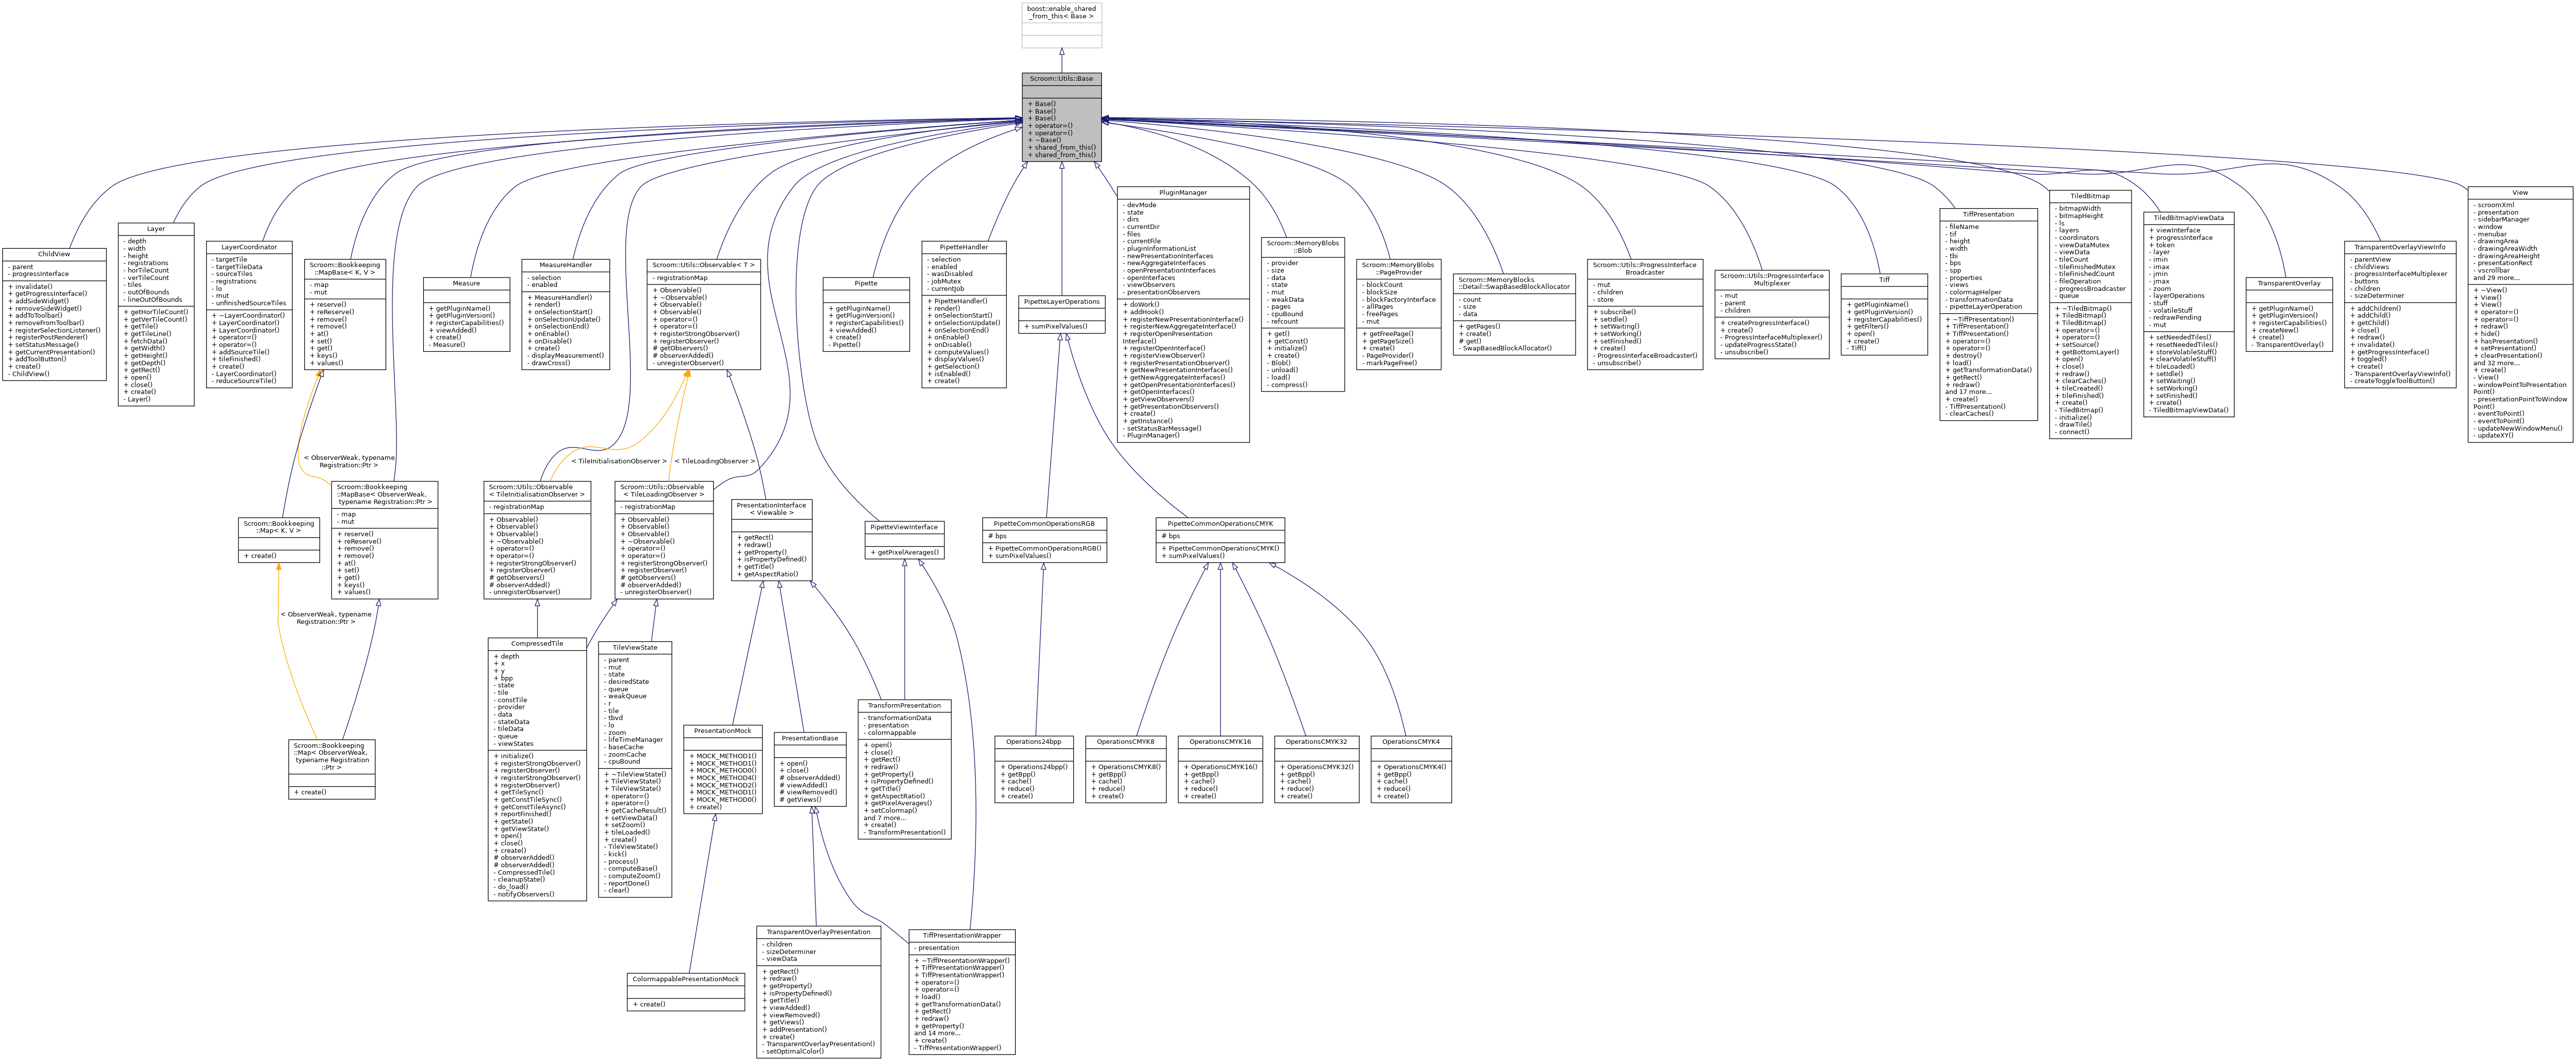 boost::enable_shared
_from_this< Base >
Scroom::Utils::Base
+ Base()
+ Base()
+ Base()
+ operator=()
+ operator=()
+ ~Base()
+ shared_from_this()
+ shared_from_this()
ChildView
- parent
- progressInterface
+ invalidate()
+ getProgressInterface()
+ addSideWidget()
+ removeSideWidget()
+ addToToolbar()
+ removeFromToolbar()
+ registerSelectionListener()
+ registerPostRenderer()
+ setStatusMessage()
+ getCurrentPresentation()
+ addToolButton()
+ create()
- ChildView()
Layer
- depth
- width
- height
- registrations
- horTileCount
- verTileCount
- tiles
- outOfBounds
- lineOutOfBounds
+ getHorTileCount()
+ getVerTileCount()
+ getTile()
+ getTileLine()
+ fetchData()
+ getWidth()
+ getHeight()
+ getDepth()
+ getRect()
+ open()
+ close()
+ create()
- Layer()
LayerCoordinator
- targetTile
- targetTileData
- sourceTiles
- registrations
- lo
- mut
- unfinishedSourceTiles
+ ~LayerCoordinator()
+ LayerCoordinator()
+ LayerCoordinator()
+ operator=()
+ operator=()
+ addSourceTile()
+ tileFinished()
+ create()
- LayerCoordinator()
- reduceSourceTile()
Scroom::Bookkeeping
::MapBase< K, V >
- map
- mut
+ reserve()
+ reReserve()
+ remove()
+ remove()
+ at()
+ set()
+ get()
+ keys()
+ values()
Measure
+ getPluginName()
+ getPluginVersion()
+ registerCapabilities()
+ viewAdded()
+ create()
- Measure()
MeasureHandler
- selection
- enabled
+ MeasureHandler()
+ render()
+ onSelectionStart()
+ onSelectionUpdate()
+ onSelectionEnd()
+ onEnable()
+ onDisable()
+ create()
- displayMeasurement()
- drawCross()
Scroom::Utils::Observable< T >
- registrationMap
+ Observable()
+ ~Observable()
+ Observable()
+ Observable()
+ operator=()
+ operator=()
+ registerStrongObserver()
+ registerObserver()
# getObservers()
# observerAdded()
- unregisterObserver()
Pipette
+ getPluginName()
+ getPluginVersion()
+ registerCapabilities()
+ viewAdded()
+ create()
- Pipette()
PipetteHandler
- selection
- enabled
- wasDisabled
- jobMutex
- currentJob
+ PipetteHandler()
+ render()
+ onSelectionStart()
+ onSelectionUpdate()
+ onSelectionEnd()
+ onEnable()
+ onDisable()
+ computeValues()
+ displayValues()
+ getSelection()
+ isEnabled()
+ create()
PipetteLayerOperations
+ sumPixelValues()
PluginManager
- devMode
- state
- dirs
- currentDir
- files
- currentFile
- pluginInformationList
- newPresentationInterfaces
- newAggregateInterfaces
- openPresentationInterfaces
- openInterfaces
- viewObservers
- presentationObservers
+ doWork()
+ addHook()
+ registerNewPresentationInterface()
+ registerNewAggregateInterface()
+ registerOpenPresentation
Interface()
+ registerOpenInterface()
+ registerViewObserver()
+ registerPresentationObserver()
+ getNewPresentationInterfaces()
+ getNewAggregateInterfaces()
+ getOpenPresentationInterfaces()
+ getOpenInterfaces()
+ getViewObservers()
+ getPresentationObservers()
+ create()
+ getInstance()
- setStatusBarMessage()
- PluginManager()
Scroom::MemoryBlobs
::Blob
- provider
- size
- data
- state
- mut
- weakData
- pages
- cpuBound
- refcount
+ get()
+ getConst()
+ initialize()
+ create()
- Blob()
- unload()
- load()
- compress()
Scroom::MemoryBlobs
::PageProvider
- blockCount
- blockSize
- blockFactoryInterface
- allPages
- freePages
- mut
+ getFreePage()
+ getPageSize()
+ create()
- PageProvider()
- markPageFree()
Scroom::MemoryBlocks
::Detail::SwapBasedBlockAllocator
- count
- size
- data
+ getPages()
+ create()
# get()
- SwapBasedBlockAllocator()
Scroom::Utils::ProgressInterface
Broadcaster
- mut
- children
- store
+ subscribe()
+ setIdle()
+ setWaiting()
+ setWorking()
+ setFinished()
+ create()
- ProgressInterfaceBroadcaster()
- unsubscribe()
Scroom::Utils::ProgressInterface
Multiplexer
- mut
- parent
- children
+ createProgressInterface()
+ create()
- ProgressInterfaceMultiplexer()
- updateProgressState()
- unsubscribe()
Tiff
+ getPluginName()
+ getPluginVersion()
+ registerCapabilities()
+ getFilters()
+ open()
+ create()
- Tiff()
TiffPresentation
- fileName
- tif
- height
- width
- tbi
- bps
- spp
- properties
- views
- colormapHelper
- transformationData
- pipetteLayerOperation
+ ~TiffPresentation()
+ TiffPresentation()
+ TiffPresentation()
+ operator=()
+ operator=()
+ destroy()
+ load()
+ getTransformationData()
+ getRect()
+ redraw()
and 17 more...
+ create()
- TiffPresentation()
- clearCaches()
TiledBitmap
- bitmapWidth
- bitmapHeight
- ls
- layers
- coordinators
- viewDataMutex
- viewData
- tileCount
- tileFinishedMutex
- tileFinishedCount
- fileOperation
- progressBroadcaster
- queue
+ ~TiledBitmap()
+ TiledBitmap()
+ TiledBitmap()
+ operator=()
+ operator=()
+ setSource()
+ getBottomLayer()
+ open()
+ close()
+ redraw()
+ clearCaches()
+ tileCreated()
+ tileFinished()
+ create()
- TiledBitmap()
- initialize()
- drawTile()
- connect()
TiledBitmapViewData
+ viewInterface
+ progressInterface
+ token
- layer
- imin
- imax
- jmin
- jmax
- zoom
- layerOperations
- stuff
- volatileStuff
- redrawPending
- mut
+ setNeededTiles()
+ resetNeededTiles()
+ storeVolatileStuff()
+ clearVolatileStuff()
+ tileLoaded()
+ setIdle()
+ setWaiting()
+ setWorking()
+ setFinished()
+ create()
- TiledBitmapViewData()
TransparentOverlay
+ getPluginName()
+ getPluginVersion()
+ registerCapabilities()
+ createNew()
+ create()
- TransparentOverlay()
TransparentOverlayViewInfo
- parentView
- childViews
- progressInterfaceMultiplexer
- buttons
- children
- sizeDeterminer
+ addChildren()
+ addChild()
+ getChild()
+ close()
+ redraw()
+ invalidate()
+ getProgressInterface()
+ toggled()
+ create()
- TransparentOverlayViewInfo()
- createToggleToolButton()
View
- scroomXml
- presentation
- sidebarManager
- window
- menubar
- drawingArea
- drawingAreaWidth
- drawingAreaHeight
- presentationRect
- vscrollbar
and 29 more...
+ ~View()
+ View()
+ View()
+ operator=()
+ operator=()
+ redraw()
+ hide()
+ hasPresentation()
+ setPresentation()
+ clearPresentation()
and 32 more...
+ create()
- View()
- windowPointToPresentation
Point()
- presentationPointToWindow
Point()
- eventToPoint()
- eventToPoint()
- updateNewWindowMenu()
- updateXY()
< ObserverWeak, typename
Registration::Ptr >
< TileInitialisationObserver >
< TileLoadingObserver >
Scroom::Bookkeeping
::Map< K, V >
+ create()
Scroom::Bookkeeping
::MapBase< ObserverWeak,
typename Registration::Ptr >
- map
- mut
+ reserve()
+ reReserve()
+ remove()
+ remove()
+ at()
+ set()
+ get()
+ keys()
+ values()
Scroom::Utils::Observable
< TileInitialisationObserver >
- registrationMap
+ Observable()
+ Observable()
+ Observable()
+ ~Observable()
+ operator=()
+ operator=()
+ registerStrongObserver()
+ registerObserver()
# getObservers()
# observerAdded()
- unregisterObserver()
Scroom::Utils::Observable
< TileLoadingObserver >
- registrationMap
+ Observable()
+ Observable()
+ Observable()
+ ~Observable()
+ operator=()
+ operator=()
+ registerStrongObserver()
+ registerObserver()
# getObservers()
# observerAdded()
- unregisterObserver()
PresentationInterface
< Viewable >
+ getRect()
+ redraw()
+ getProperty()
+ isPropertyDefined()
+ getTitle()
+ getAspectRatio()
PipetteViewInterface
+ getPixelAverages()
PipetteCommonOperationsRGB
# bps
+ PipetteCommonOperationsRGB()
+ sumPixelValues()
PipetteCommonOperationsCMYK
# bps
+ PipetteCommonOperationsCMYK()
+ sumPixelValues()
< ObserverWeak, typename
Registration::Ptr >
Scroom::Bookkeeping
::Map< ObserverWeak,
typename Registration
::Ptr >
+ create()
CompressedTile
+ depth
+ x
+ y
+ bpp
- state
- tile
- constTile
- provider
- data
- stateData
- tileData
- queue
- viewStates
+ initialize()
+ registerStrongObserver()
+ registerObserver()
+ registerStrongObserver()
+ registerObserver()
+ getTileSync()
+ getConstTileSync()
+ getConstTileAsync()
+ reportFinished()
+ getState()
+ getViewState()
+ open()
+ close()
+ create()
# observerAdded()
# observerAdded()
- CompressedTile()
- cleanupState()
- do_load()
- notifyObservers()
TileViewState
- parent
- mut
- state
- desiredState
- queue
- weakQueue
- r
- tile
- tbvd
- lo
- zoom
- lifeTimeManager
- baseCache
- zoomCache
- cpuBound
+ ~TileViewState()
+ TileViewState()
+ TileViewState()
+ operator=()
+ operator=()
+ getCacheResult()
+ setViewData()
+ setZoom()
+ tileLoaded()
+ create()
- TileViewState()
- kick()
- process()
- computeBase()
- computeZoom()
- reportDone()
- clear()
PresentationMock
+ MOCK_METHOD1()
+ MOCK_METHOD1()
+ MOCK_METHOD0()
+ MOCK_METHOD4()
+ MOCK_METHOD2()
+ MOCK_METHOD1()
+ MOCK_METHOD0()
+ create()
PresentationBase
+ open()
+ close()
# observerAdded()
# viewAdded()
# viewRemoved()
# getViews()
TransformPresentation
- transformationData
- presentation
- colormappable
+ open()
+ close()
+ getRect()
+ redraw()
+ getProperty()
+ isPropertyDefined()
+ getTitle()
+ getAspectRatio()
+ getPixelAverages()
+ setColormap()
and 7 more...
+ create()
- TransformPresentation()
Operations24bpp
+ Operations24bpp()
+ getBpp()
+ cache()
+ reduce()
+ create()
OperationsCMYK8
+ OperationsCMYK8()
+ getBpp()
+ cache()
+ reduce()
+ create()
OperationsCMYK16
+ OperationsCMYK16()
+ getBpp()
+ cache()
+ reduce()
+ create()
OperationsCMYK32
+ OperationsCMYK32()
+ getBpp()
+ cache()
+ reduce()
+ create()
OperationsCMYK4
+ OperationsCMYK4()
+ getBpp()
+ cache()
+ reduce()
+ create()
ColormappablePresentationMock
+ create()
TransparentOverlayPresentation
- children
- sizeDeterminer
- viewData
+ getRect()
+ redraw()
+ getProperty()
+ isPropertyDefined()
+ getTitle()
+ viewAdded()
+ viewRemoved()
+ getViews()
+ addPresentation()
+ create()
- TransparentOverlayPresentation()
- setOptimalColor()
TiffPresentationWrapper
- presentation
+ ~TiffPresentationWrapper()
+ TiffPresentationWrapper()
+ TiffPresentationWrapper()
+ operator=()
+ operator=()
+ load()
+ getTransformationData()
+ getRect()
+ redraw()
+ getProperty()
and 14 more...
+ create()
- TiffPresentationWrapper()